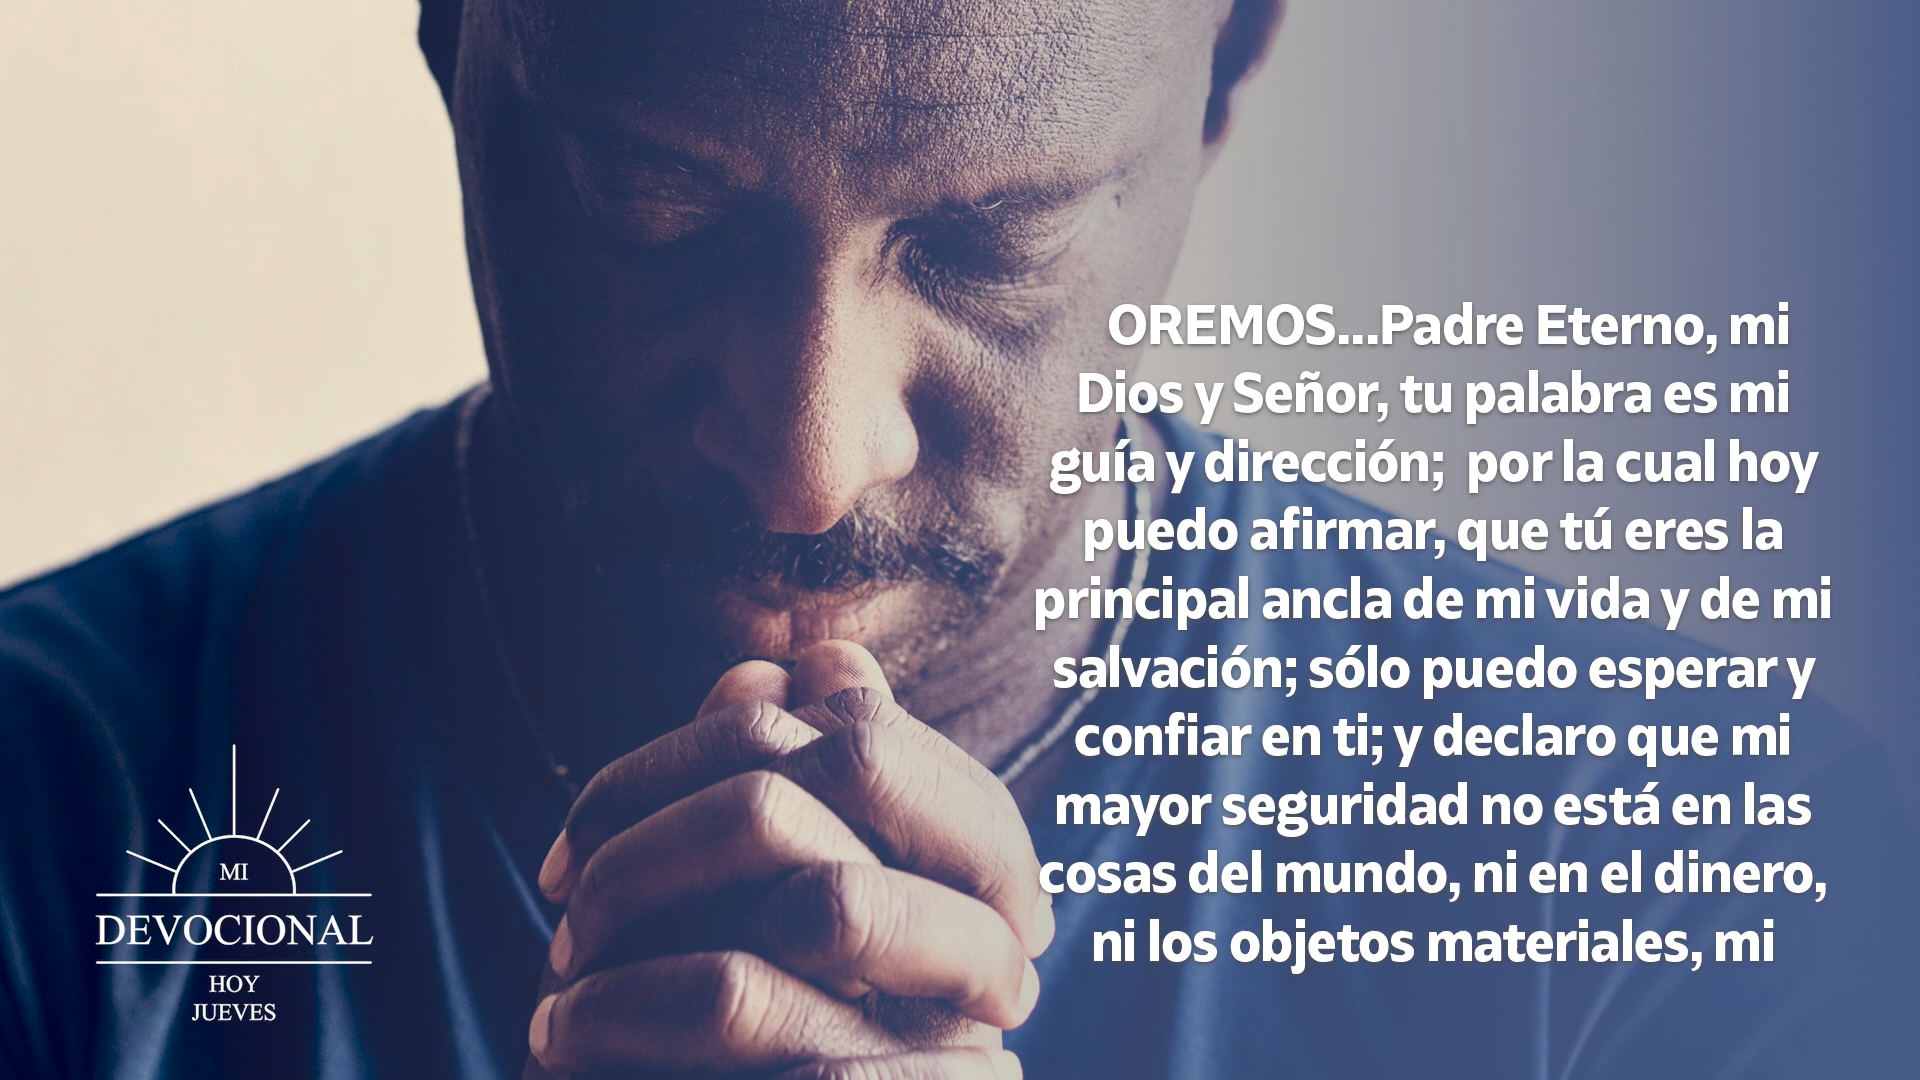 OREMOS...Padre Eterno, mi
Dios y Señor, tu palabra es mi
guía y dirección;  por la cual hoy
puedo afirmar, que tú eres la
principal ancla de mi vida y de mi
salvación; sólo puedo esperar y
confiar en ti; y declaro que mi
mayor seguridad no está en las
cosas del mundo, ni en el dinero,
ni los objetos materiales, mi
MI
DEVOCIONAL
HOY
JUEVES